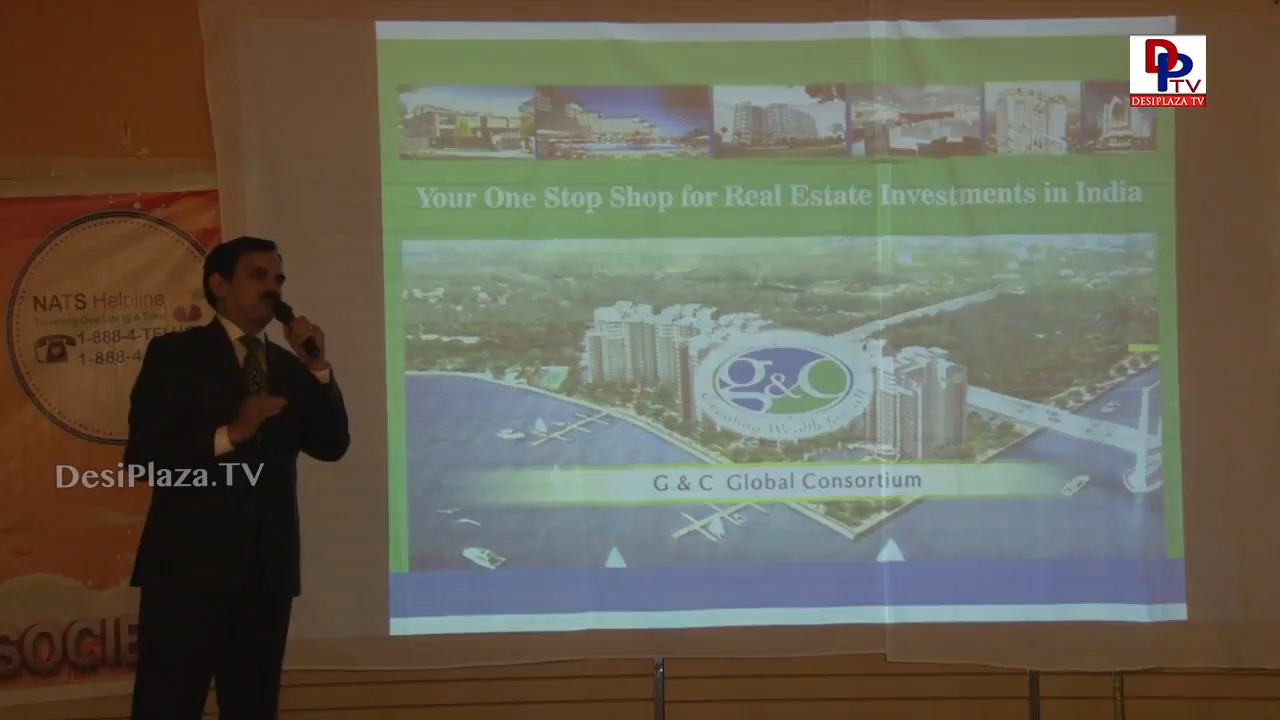 DP
TV
DESIPLAZA TV
Your One Stop Shop for Real Estate Investments in India
NATS Helpline
1-888-4-
1-888-4
g&c
G & C Global Consortium
DesiPlaza.TV
SOCIE